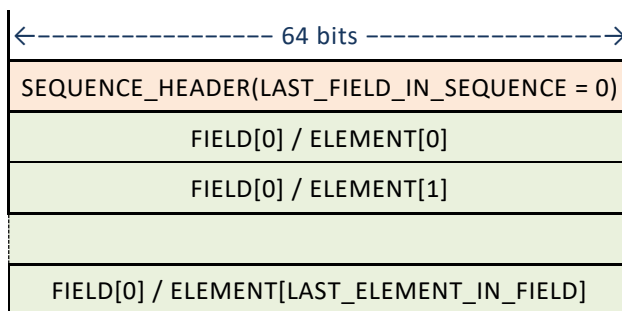 ←------------------ 64 bits ------------------→
SEQUENCE_HEADER(LAST_FIELD_IN_SEQUENCE = 0)
FIELD[0] / ELEMENT[0]
FIELD[0] / ELEMENT[1]
FIELD[0] / ELEMENT[LAST_ELEMENT_IN_FIELD]